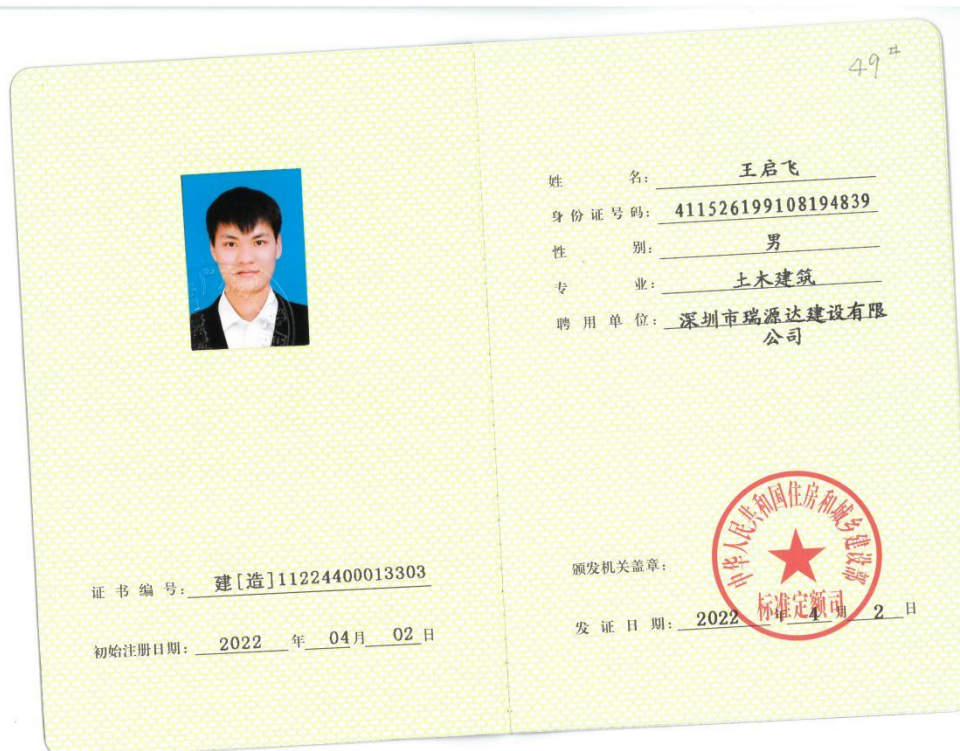 49#
姓 名: 王启飞
身份证号码: 411526199108194839
性 别: 男
专 业: 土木建筑
聘用单位: 深圳市瑞源达建设有限
公司
证书编号: 建[造]11224400013303
初始注册日期: 2022 年 04 月 02 日
颁发机关盖章:
中华人民共和国住房和城乡建设部
标准定额司
发证日期: 2022 年 4 月 2 日